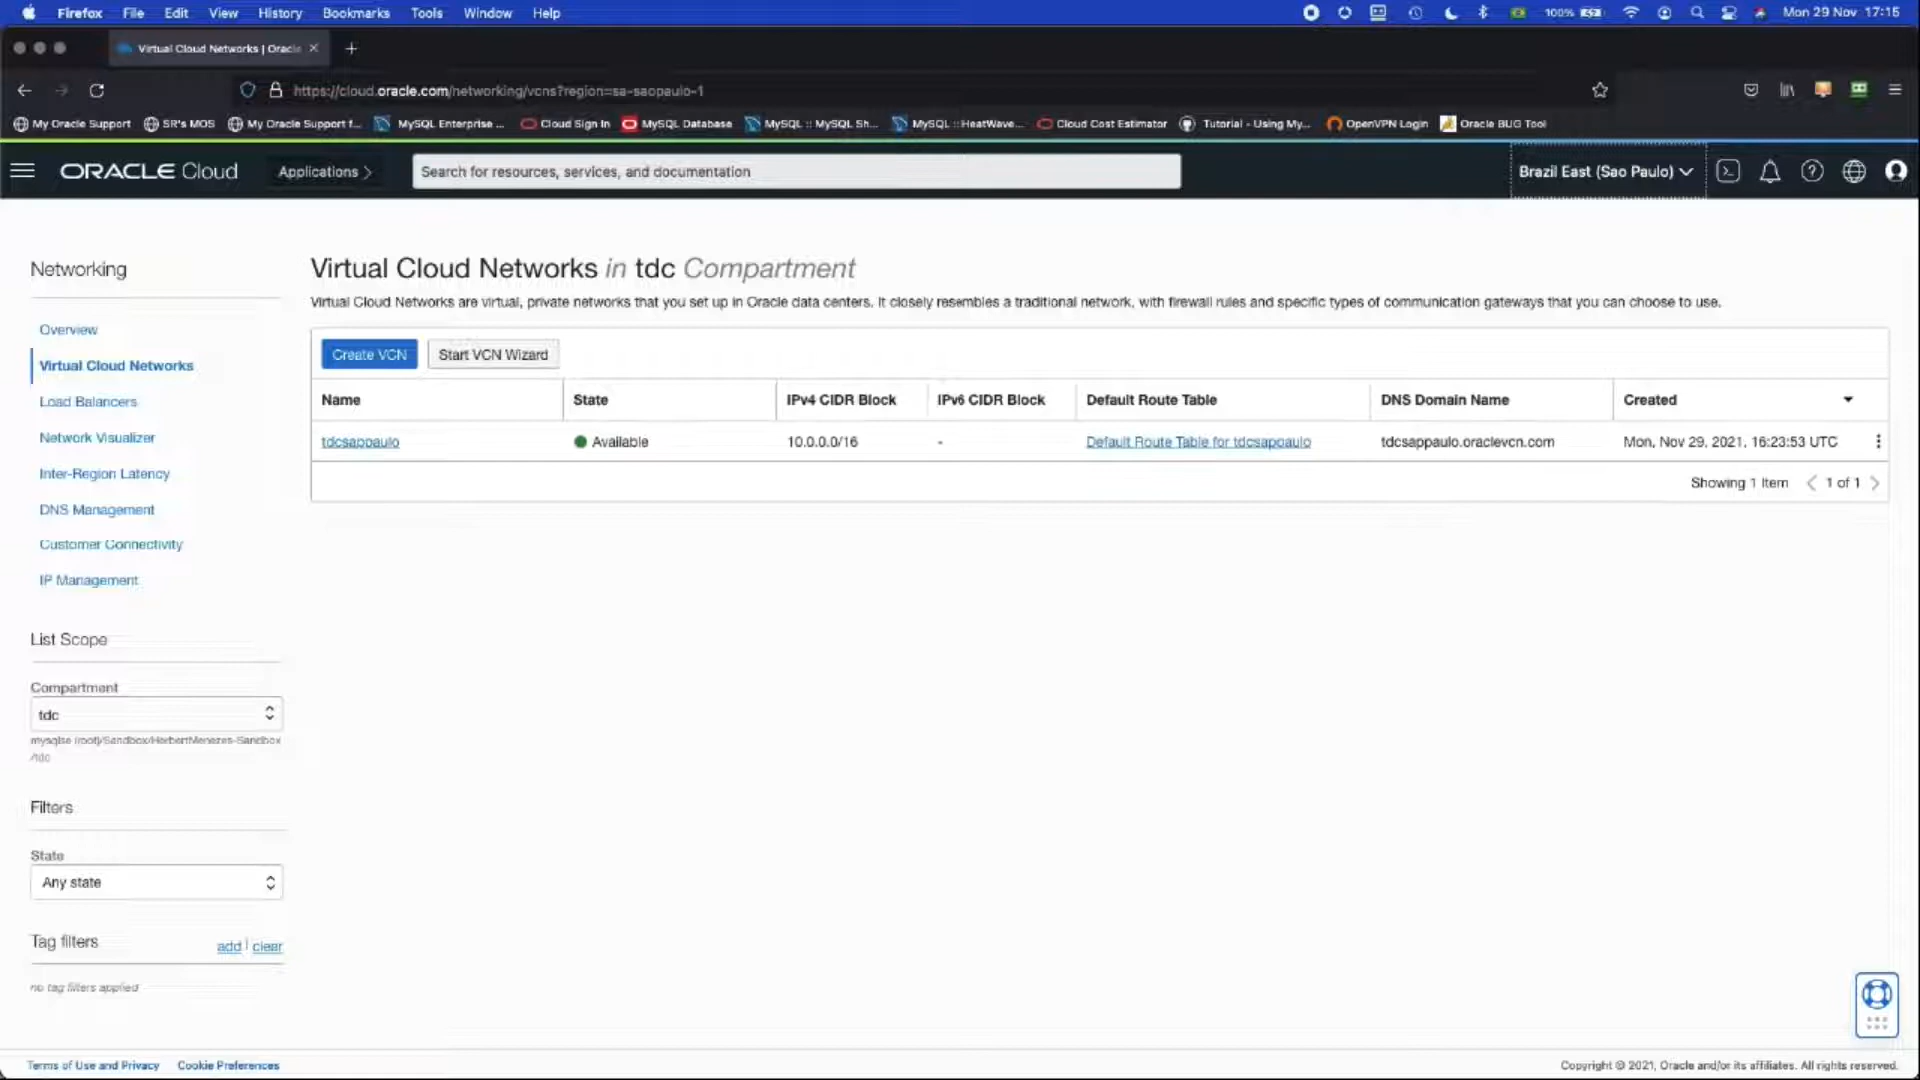 Firefox File Edit View History Bookmarks Tools Window Help 100% Mon 29 Nov 17:15
Virtual Cloud Networks | Oracle
https://cloud.oracle.com/networking/vcns?region=sa-saopaulo-1
My Oracle Support SR's MOS My Oracle Support f... MySQL Enterprise ... Cloud Sign In MySQL Database MySQL :: MySQL Sh... MySQL :: HeatWave... Cloud Cost Estimator Tutorial - Using My... OpenVPN Login Oracle BUG Tool
ORACLE Cloud Applications Search for resources, services, and documentation Brazil East (Sao Paulo)
Networking
Overview
Virtual Cloud Networks
Load Balancers
Network Visualizer
Inter-Region Latency
DNS Management
Customer Connectivity
IP Management
List Scope
Compartment
tdc
mysqlse (root)/Sandbox/HerbertMenezes-Sandbox
/tdc
Filters
State
Any state
Tag filters add | clear
no tag filters applied
Virtual Cloud Networks in tdc Compartment
Virtual Cloud Networks are virtual, private networks that you set up in Oracle data centers. It closely resembles a traditional network, with firewall rules and specific types of communication gateways that you can choose to use.
Create VCN Start VCN Wizard
Name State IPv4 CIDR Block IPv6 CIDR Block Default Route Table DNS Domain Name Created
tdcsappaulo Available 10.0.0.0/16 - Default Route Table for tdcsappaulo tdcsappaulo.oraclevcn.com Mon, Nov 29, 2021, 16:23:53 UTC
Showing 1 Item < 1 of 1 >
Terms of Use and Privacy Cookie Preferences Copyright © 2021, Oracle and/or its affiliates. All rights reserved.